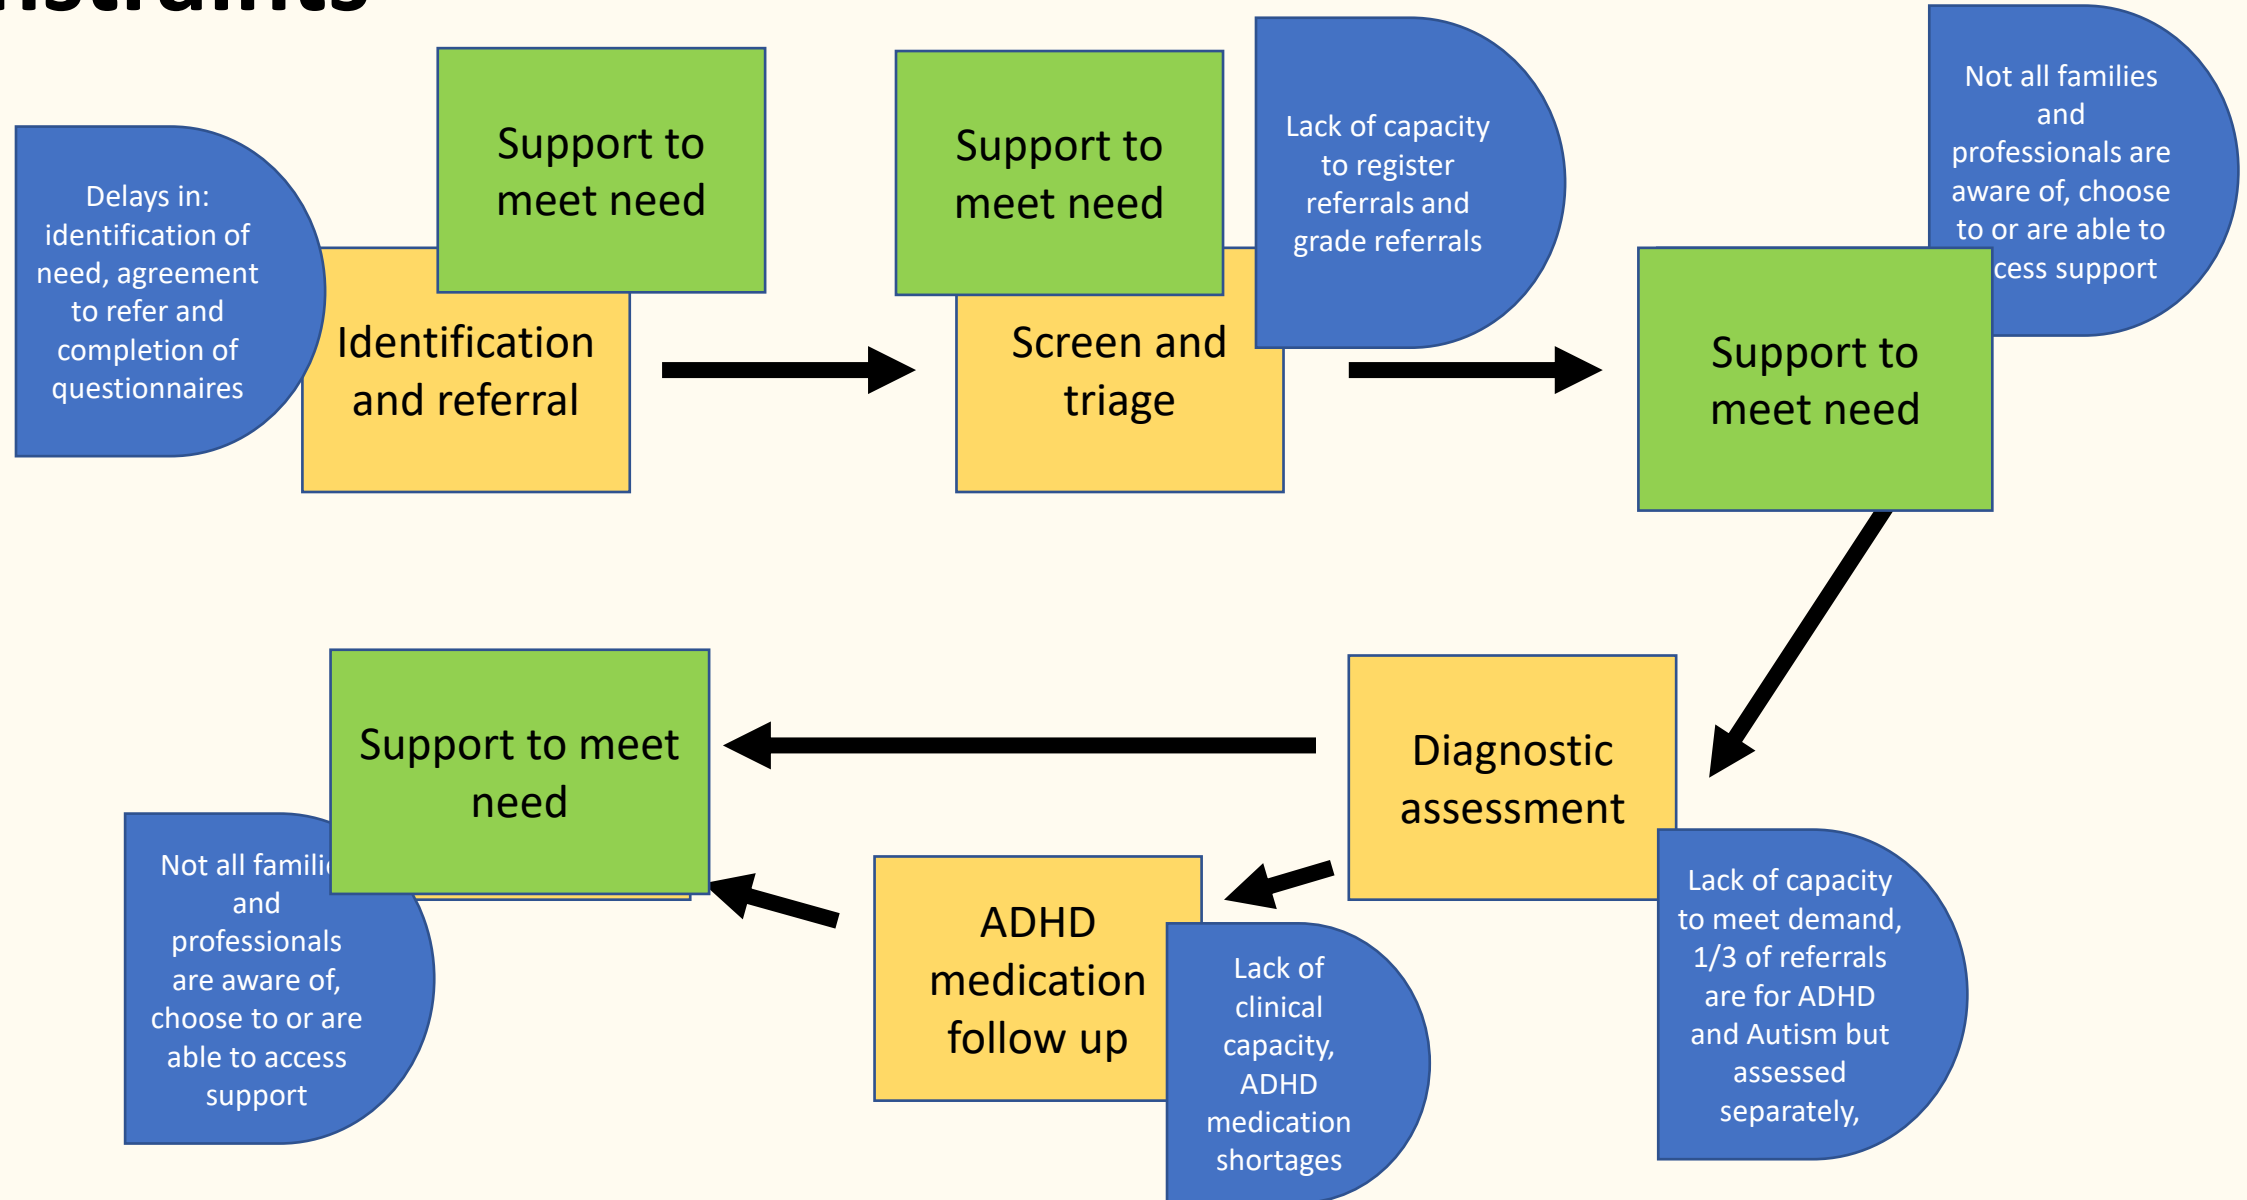 Support to
meet need
Delays in:
identification of
need, agreement
to refer and
completion of
questionnaires
Identification
and referral
Support to
meet need
Lack of capacity
to register
referrals and
grade referrals
Screen and
triage
Not all families
and
professionals are
aware of, choose
to or are able to
cess support
Support to
meet need
Support to meet
need
Not all familie
and
professionals
are aware of,
choose to or are
able to access
support
Diagnostic
assessment
ADHD
medication
follow up
Lack of
clinical
capacity,
ADHD
medication
shortages
Lack of capacity
to meet demand,
1/3 of referrals
are for ADHD
and Autism but
assessed
separately,